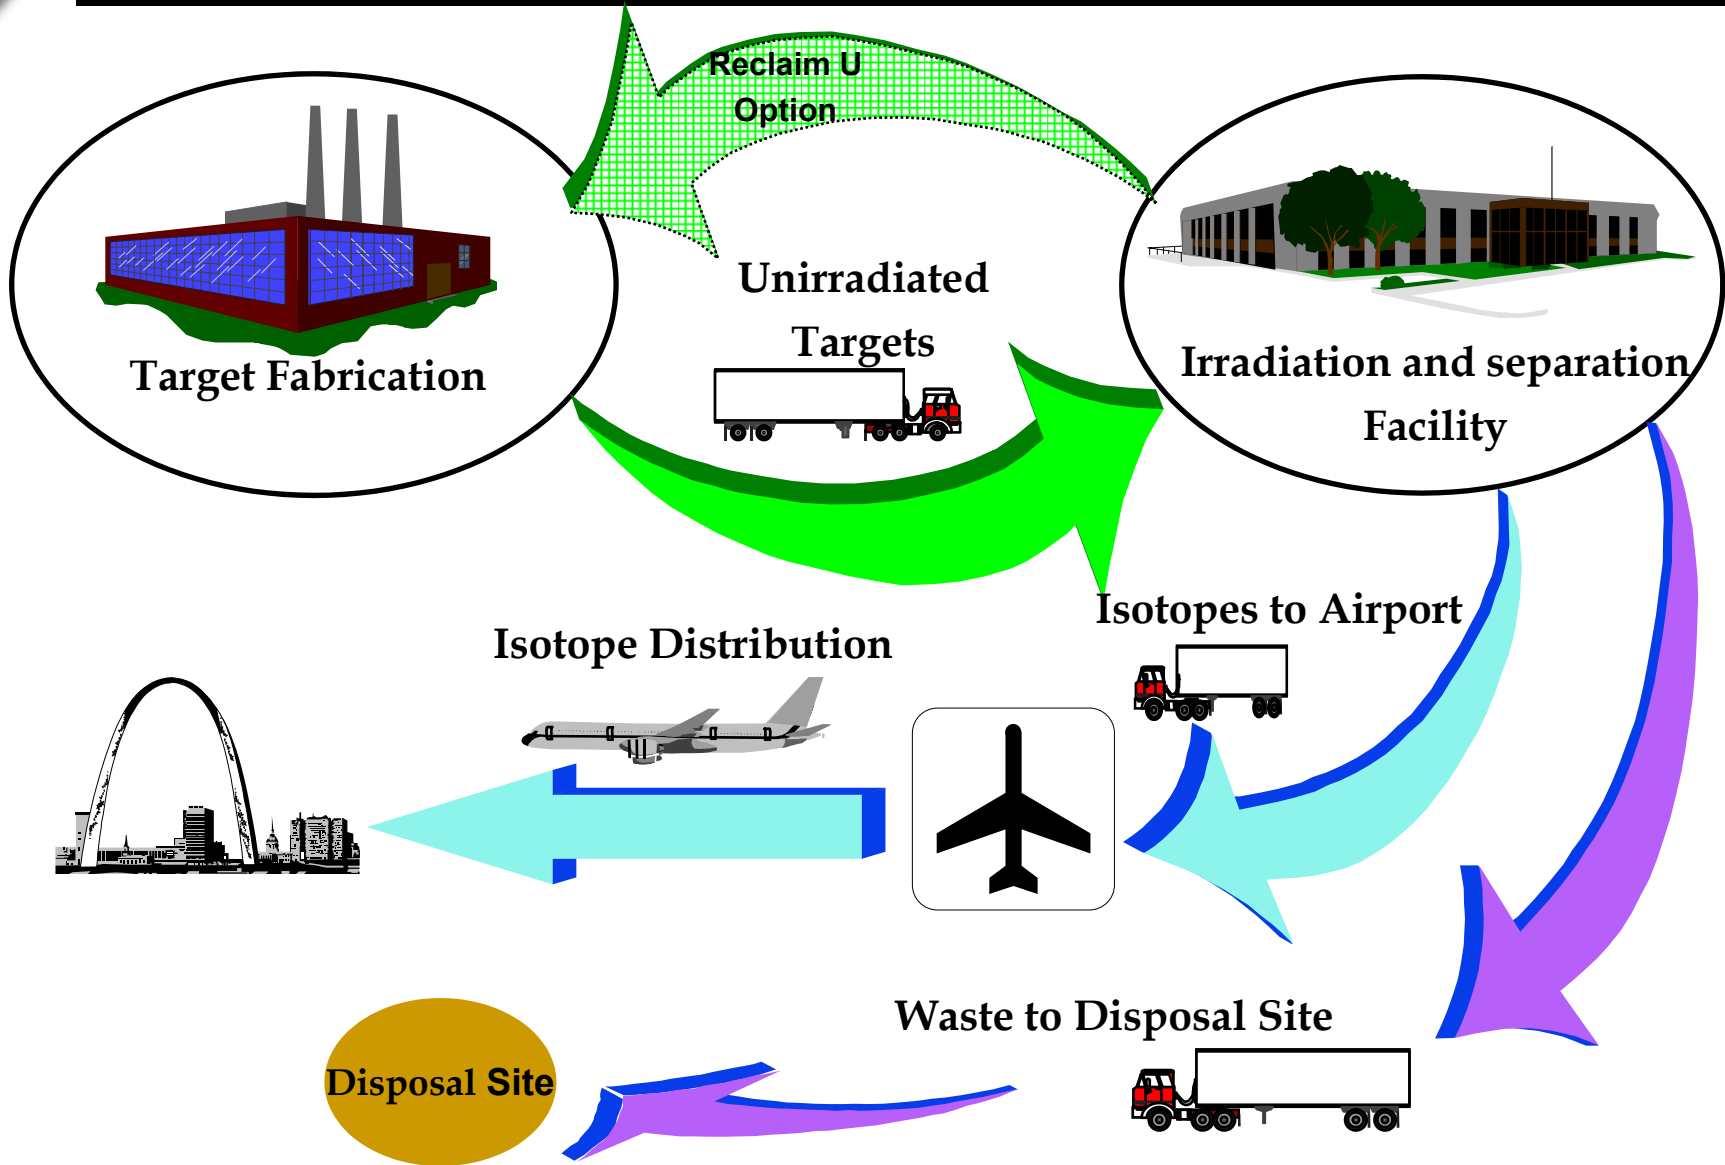 Reclaim U
Option
Unirradiated
Targets
Target Fabrication
Irradiation and separation
Facility
Isotopes to Airport
Isotope Distribution
Waste to Disposal Site
Disposal Site